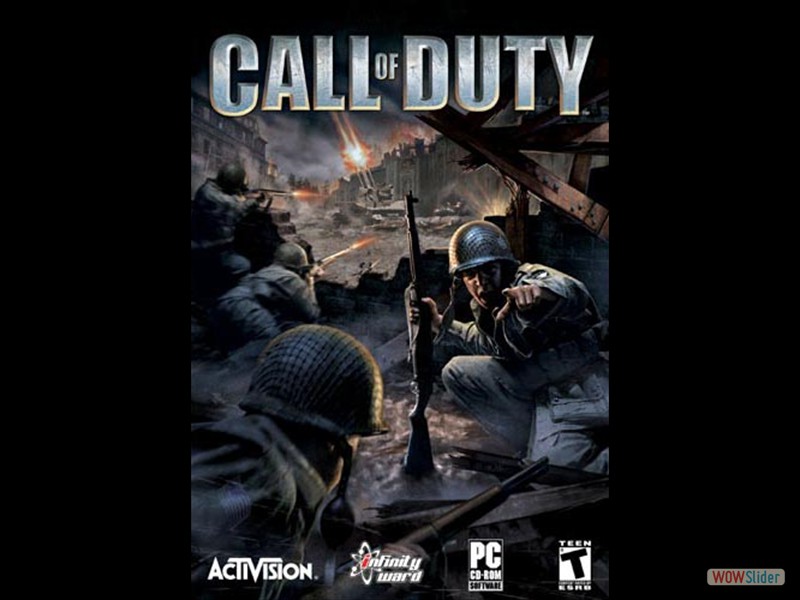 CALL OF DUTY
ACTIVISION
infinity
ward
PC
CD-ROM
SOFTWARE
TEEN
T
ESRB
WOWSlider